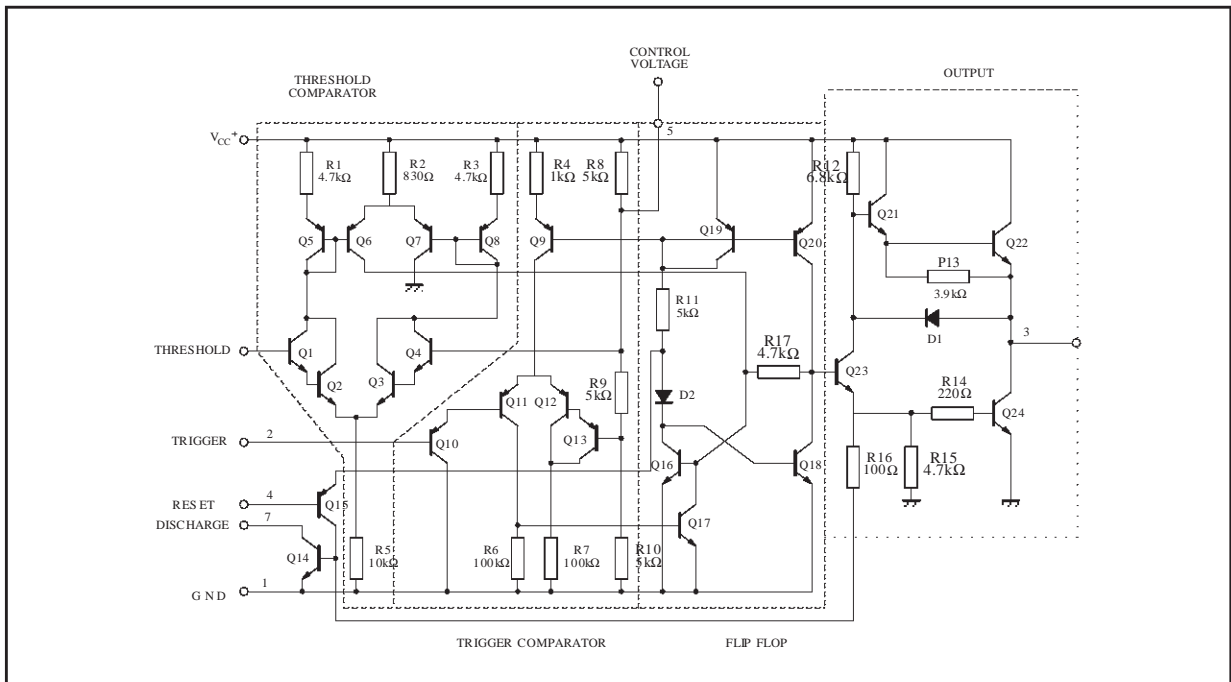 CONTROL
VOLTAGE
OUTPUT
THRESHOLD
COMPARATOR
5
VCC+
R1
4.7kΩ
R2
830Ω
R3
4.7kΩ
R4
1kΩ
R8
5kΩ
R12
6.8kΩ
Q5
Q6
Q7
Q8
Q9
Q19
Q20
Q21
Q22
P13
3.9kΩ
R11
5kΩ
D1
3
R17
4.7kΩ
THRESHOLD
Q1
Q2
Q3
Q4
Q23
R9
5kΩ
D2
R14
220Ω
Q11
Q12
Q13
Q24
TRIGGER
2
Q10
Q16
Q18
R16
100Ω
R15
4.7kΩ
RESET
4
Q15
DISCHARGE
7
Q17
Q14
R5
10kΩ
R6
100kΩ
R7
100kΩ
R10
5kΩ
GND
1
TRIGGER COMPARATOR
FLIP FLOP